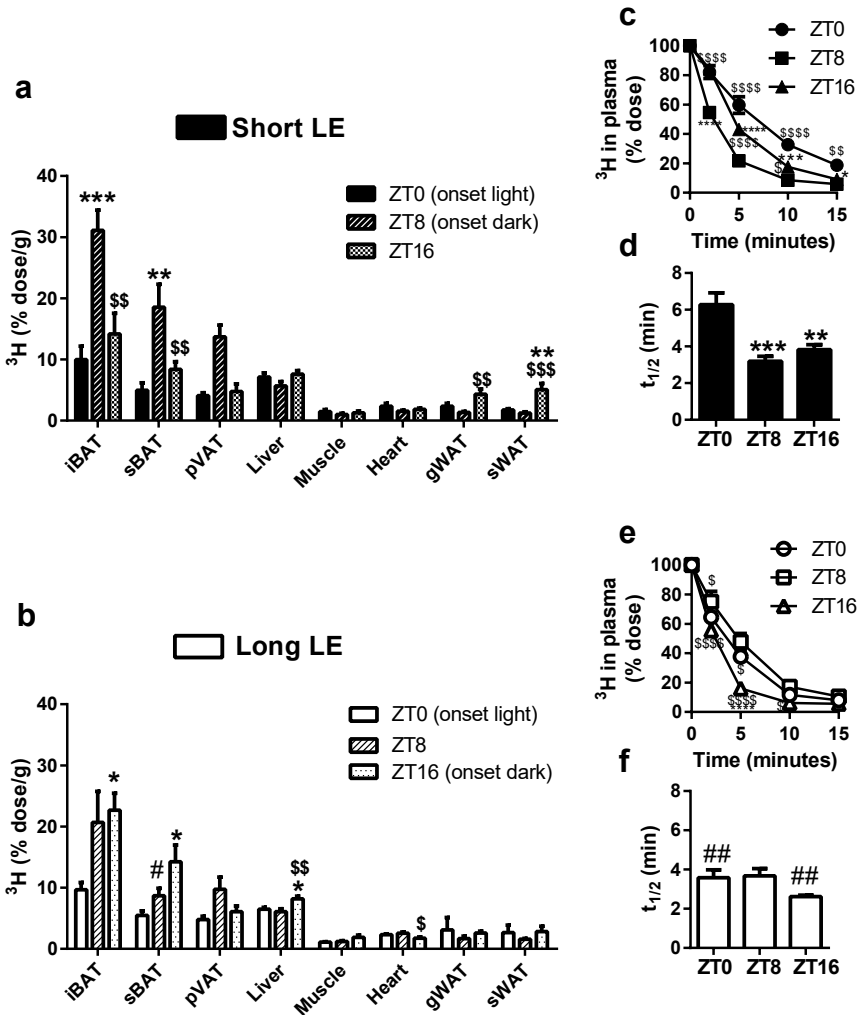 a
Short LE
40
30
20
10
0
³H (% dose/g)
ZT0 (onset light)
ZT8 (onset dark)
ZT16
***
$$
**
$$
$$
**
$$$
iBAT
sBAT
pVAT
Liver
Muscle
Heart
gWAT
sWAT
b
Long LE
40
30
20
10
0
³H (% dose/g)
ZT0 (onset light)
ZT8
ZT16 (onset dark)
*
#
*
$$
*
$
iBAT
sBAT
pVAT
Liver
Muscle
Heart
gWAT
sWAT
c
ZT0
ZT8
ZT16
100
80
60
40
20
0
³H in plasma
(% dose)
$$$$
$$$$
$$$$
$$
****
****
$$$$
***
*
0 5 10 15
Time (minutes)
d
8
6
4
2
0
t1/2 (min)
***
**
ZT0 ZT8 ZT16
e
ZT0
ZT8
ZT16
100
80
60
40
20
0
³H in plasma
(% dose)
$
$$$$
$
$$$$
0 5 10 15
Time (minutes)
f
8
6
4
2
0
t1/2 (min)
##
##
ZT0 ZT8 ZT16